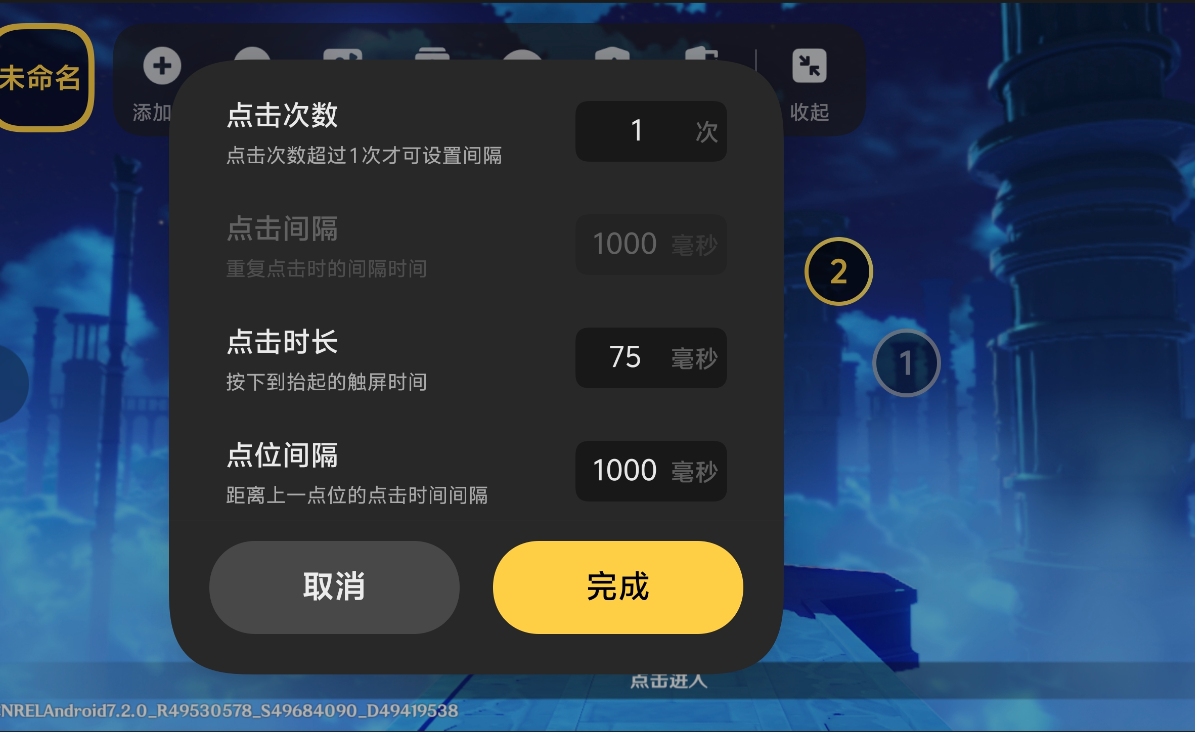 未命名
添加
收起
点击次数
1 次
点击次数超过1次才可设置间隔
点击间隔
1000 毫秒
重复点击时的间隔时间
2
1
点击时长
75 毫秒
按下到抬起的触屏时间
点位间隔
1000 毫秒
距离上一点位的点击时间间隔
取消
完成
点击进入
NRELAndroid7.2.0_R49530578_S49684090_D49419538